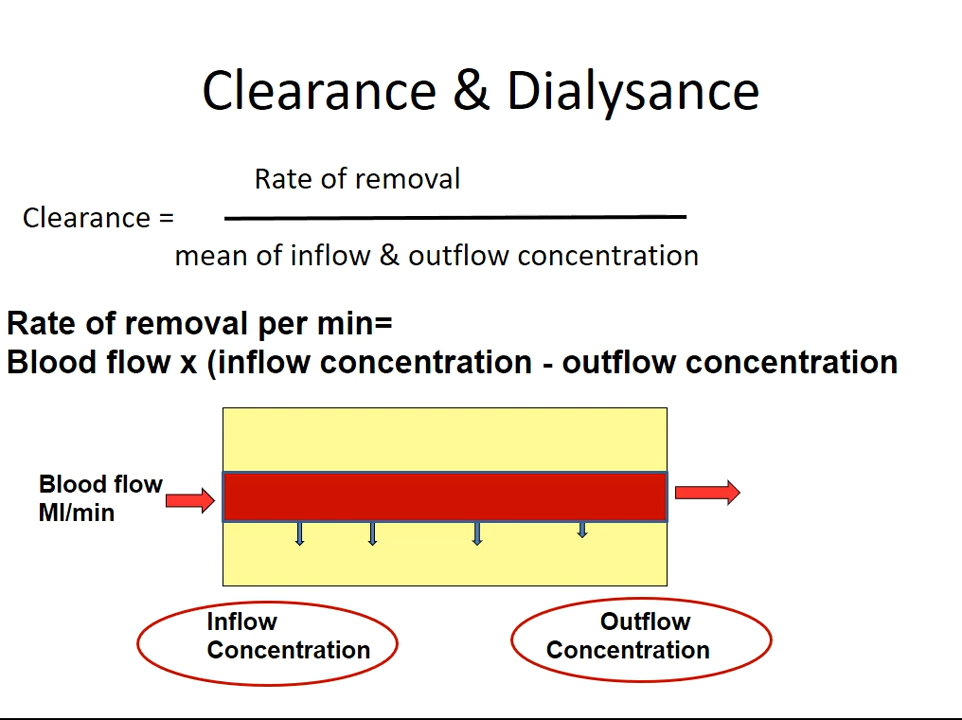 Clearance & Dialysance
Rate of removal
Clearance =
mean of inflow & outflow concentration
Rate of removal per min=
Blood flow x (inflow concentration - outflow concentration
Blood flow
Ml/min
Inflow
Concentration
Outflow
Concentration